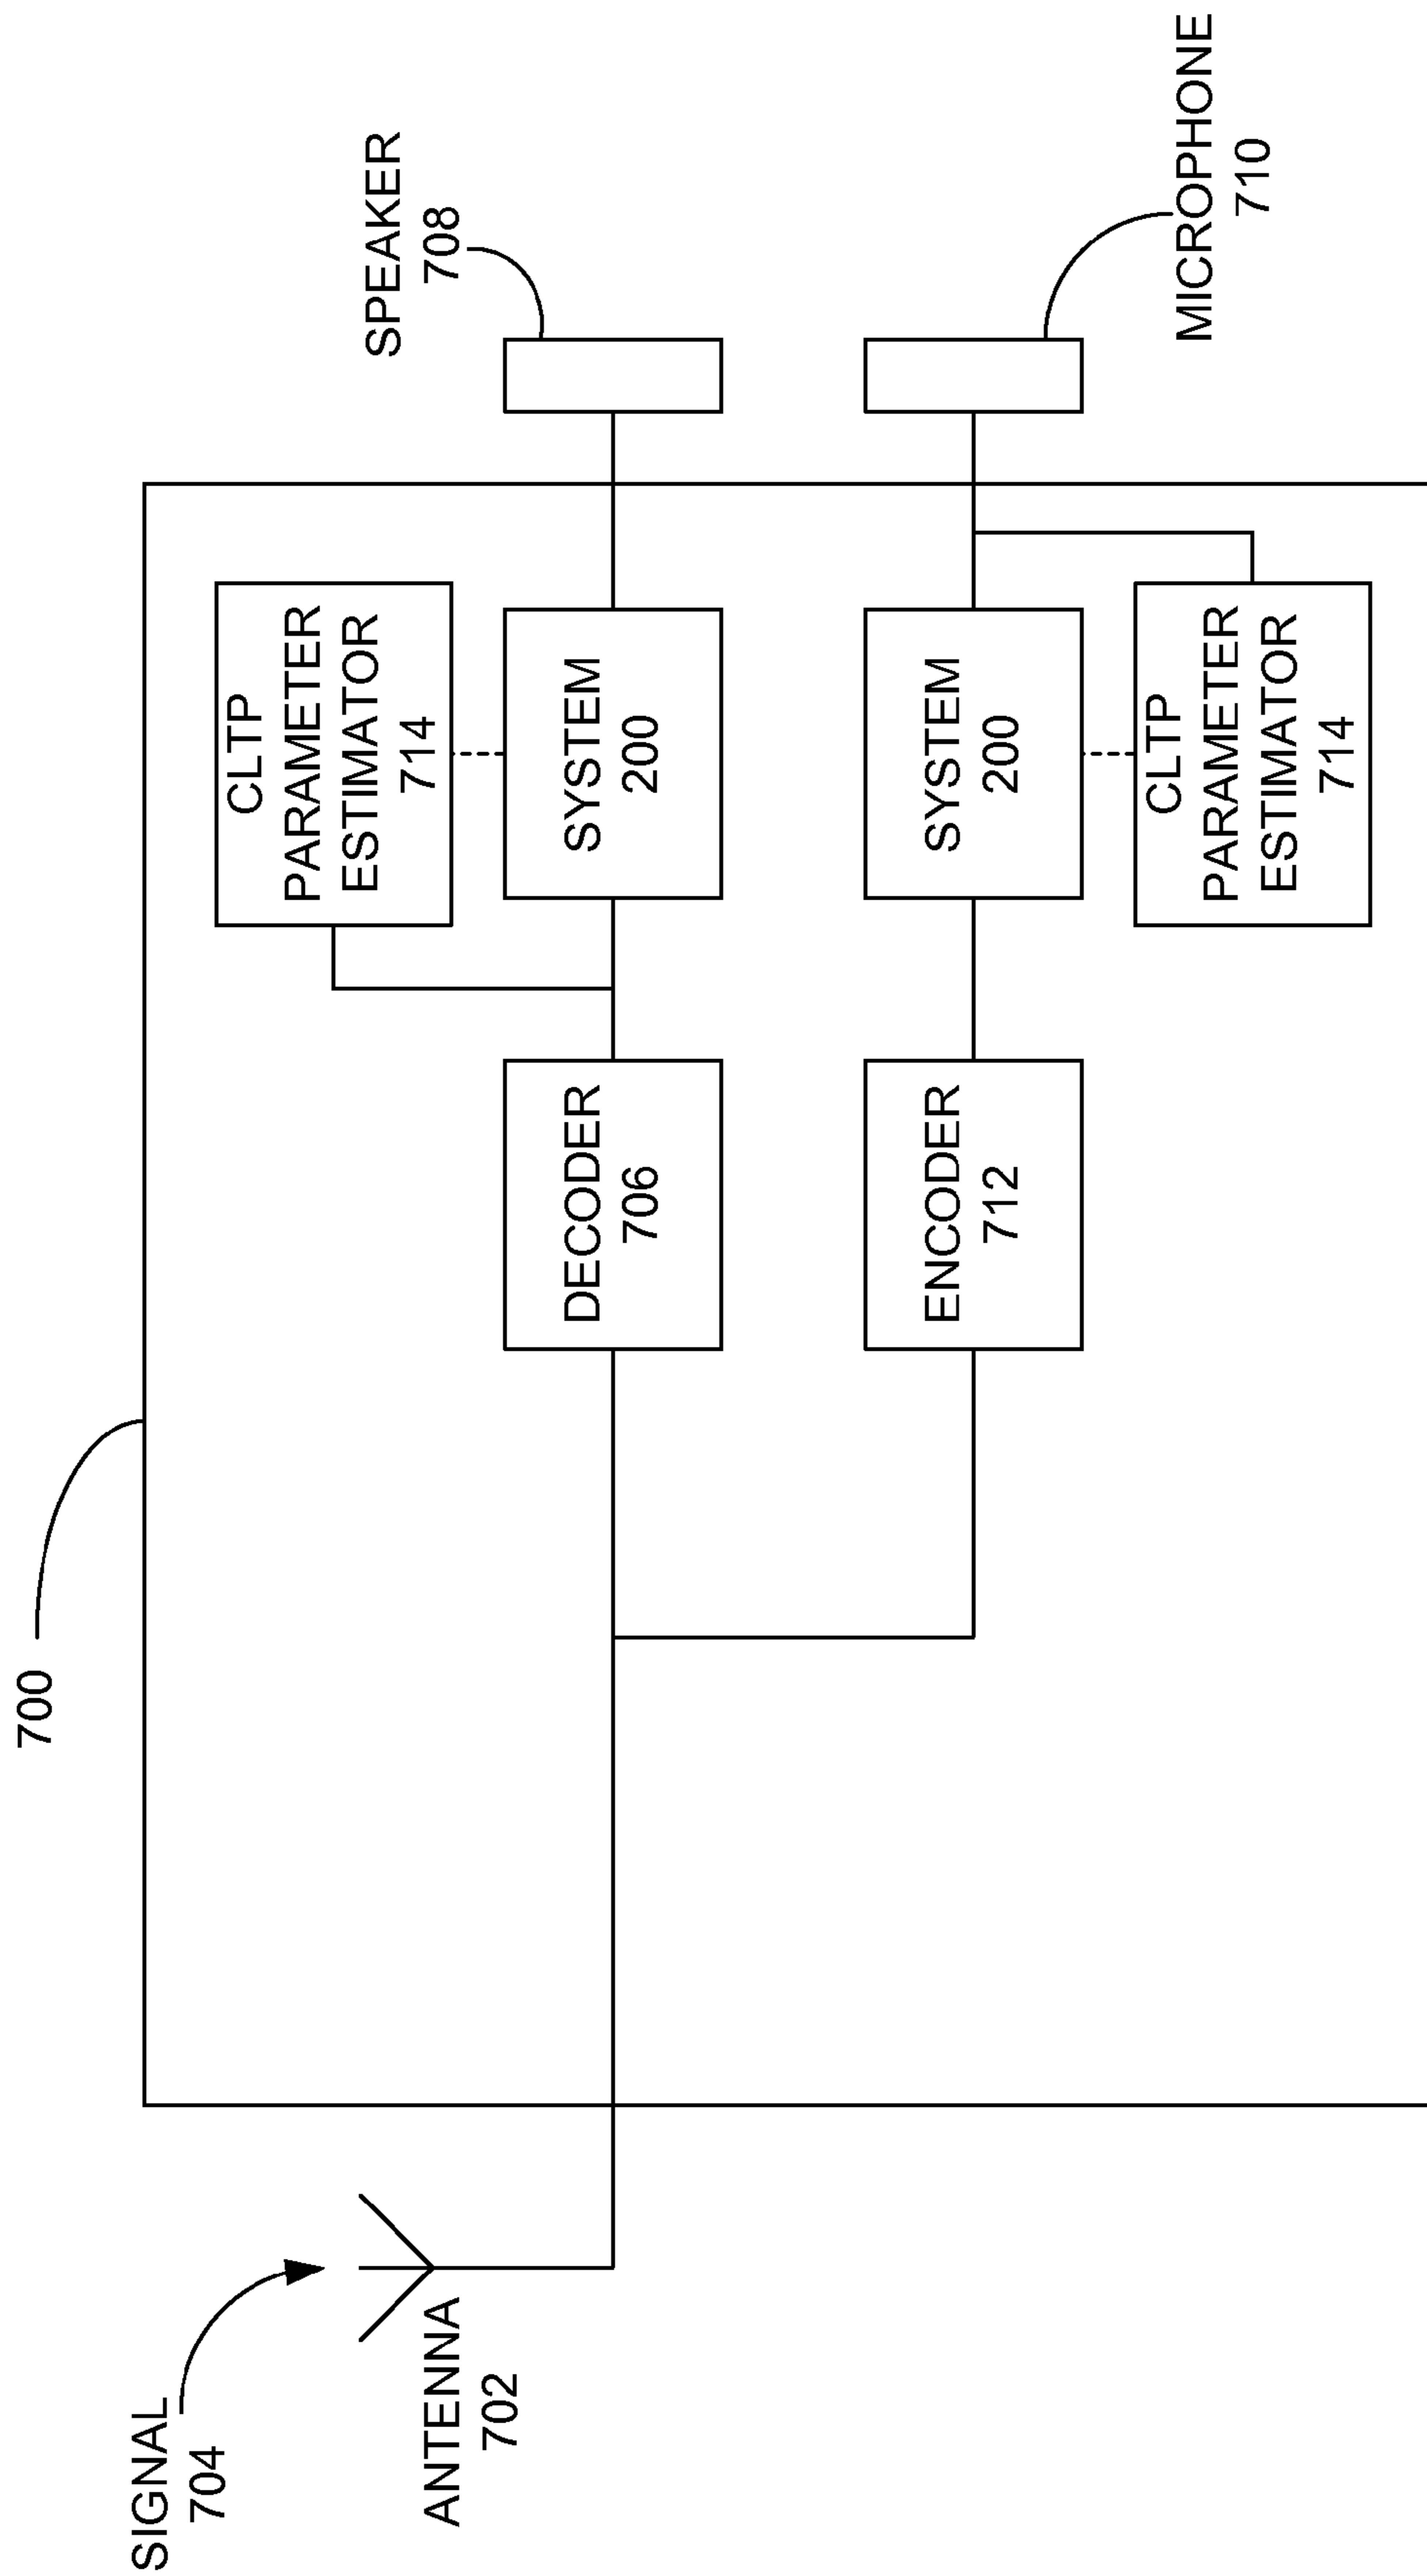 700
SIGNAL
704
ANTENNA
702
DECODER
706
CLTP
PARAMETER
ESTIMATOR
714
SYSTEM
200
SPEAKER
708
ENCODER
712
SYSTEM
200
CLTP
PARAMETER
ESTIMATOR
714
MICROPHONE
710